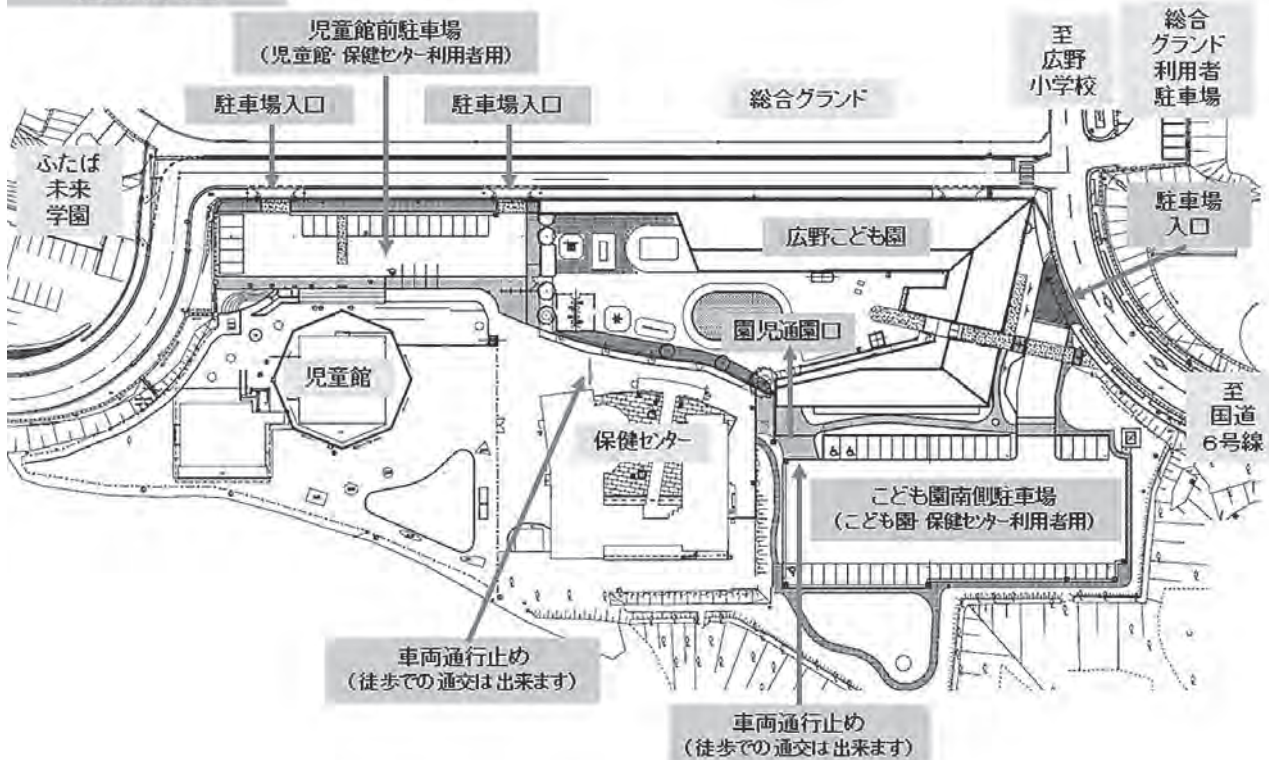 児童館前駐車場
(児童館・保健センター利用者用)
至
広野
小学校
総合
グランド
利用者
駐車場
駐車場入口
駐車場入口
総合グランド
ふたば
未来
学園
駐車場
入口
広野こども園
園児通園口
児童館
保健センター
至
国道
6号線
こども園南側駐車場
(こども園・保健センター利用者用)
車両通行止め
(徒歩での通交は出来ます)
車両通行止め
(徒歩での通交は出来ます)